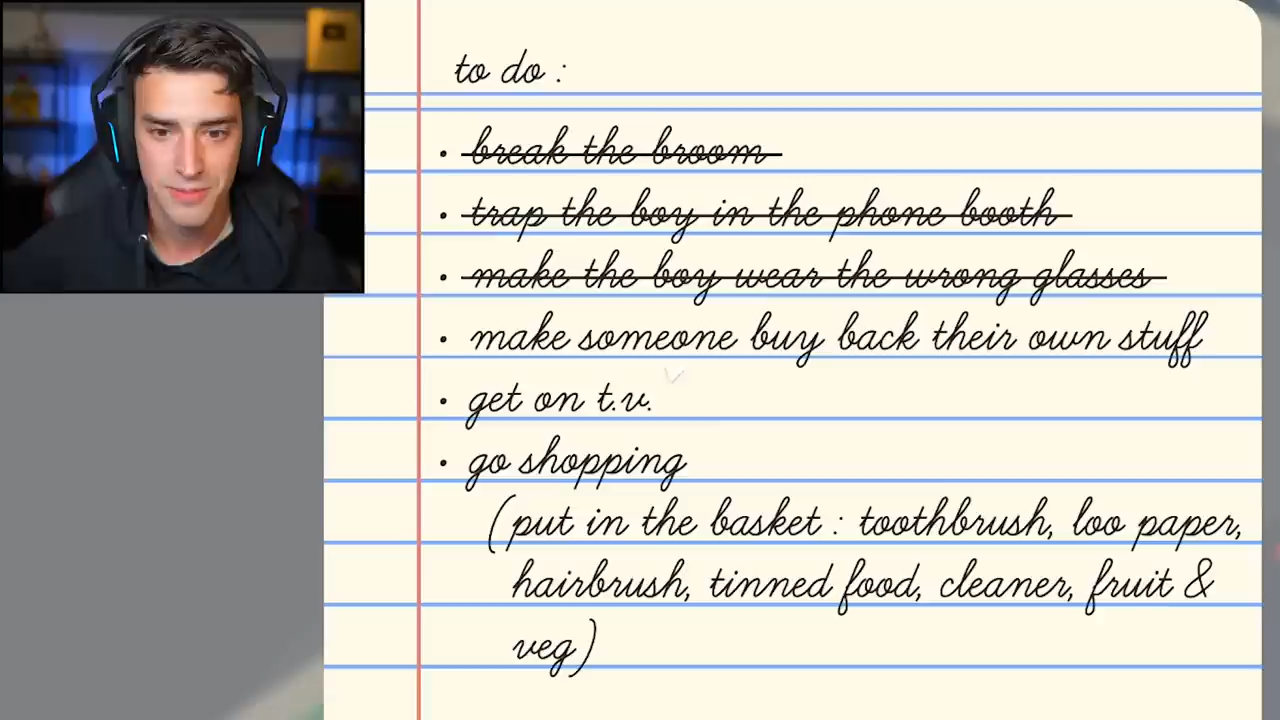 to do :
• break the broom
• trap the boy in the phone booth
• make the boy wear the wrong glasses
• make someone buy back their own stuff
• get on t.v.
• go shopping
(put in the basket : toothbrush, loo paper,
hairbrush, tinned food, cleaner, fruit &
veg)